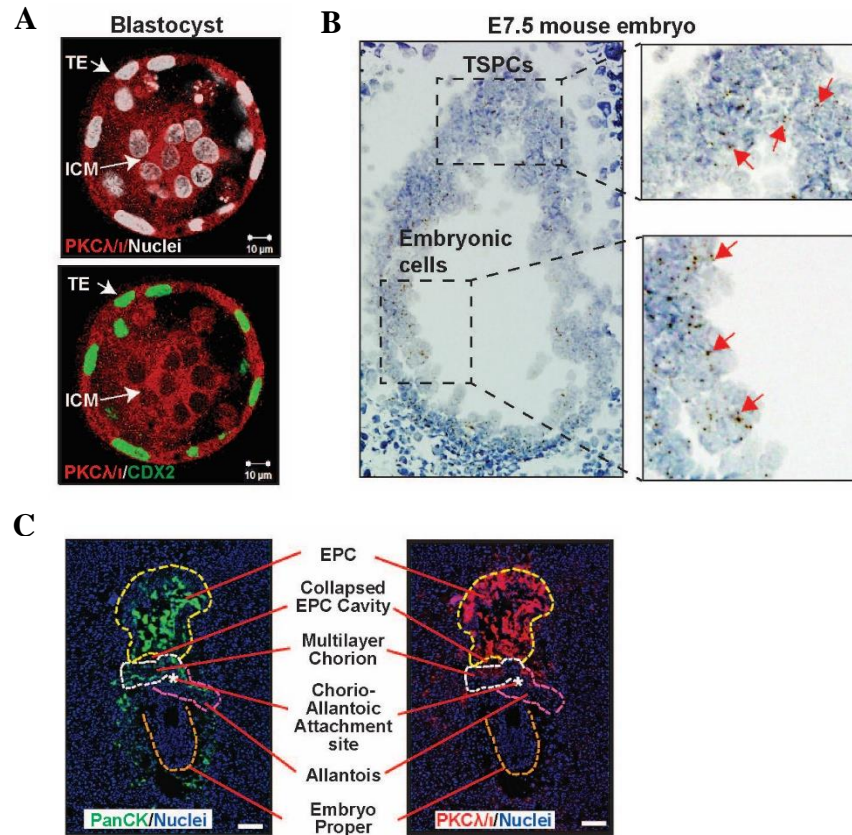 A
Blastocyst
TE
ICM
PKCλ/ι/Nuclei
10 µm
TE
ICM
PKCλ/ι/CDX2
10 µm
B
E7.5 mouse embryo
TSPCs
Embryonic
cells
C
EPC
Collapsed
EPC Cavity
Multilayer
Chorion
Chorio-
Allantoic
Attachment
site
*
*
Allantois
Embryo
Proper
PanCK/Nuclei
PKCλ/ι/Nuclei